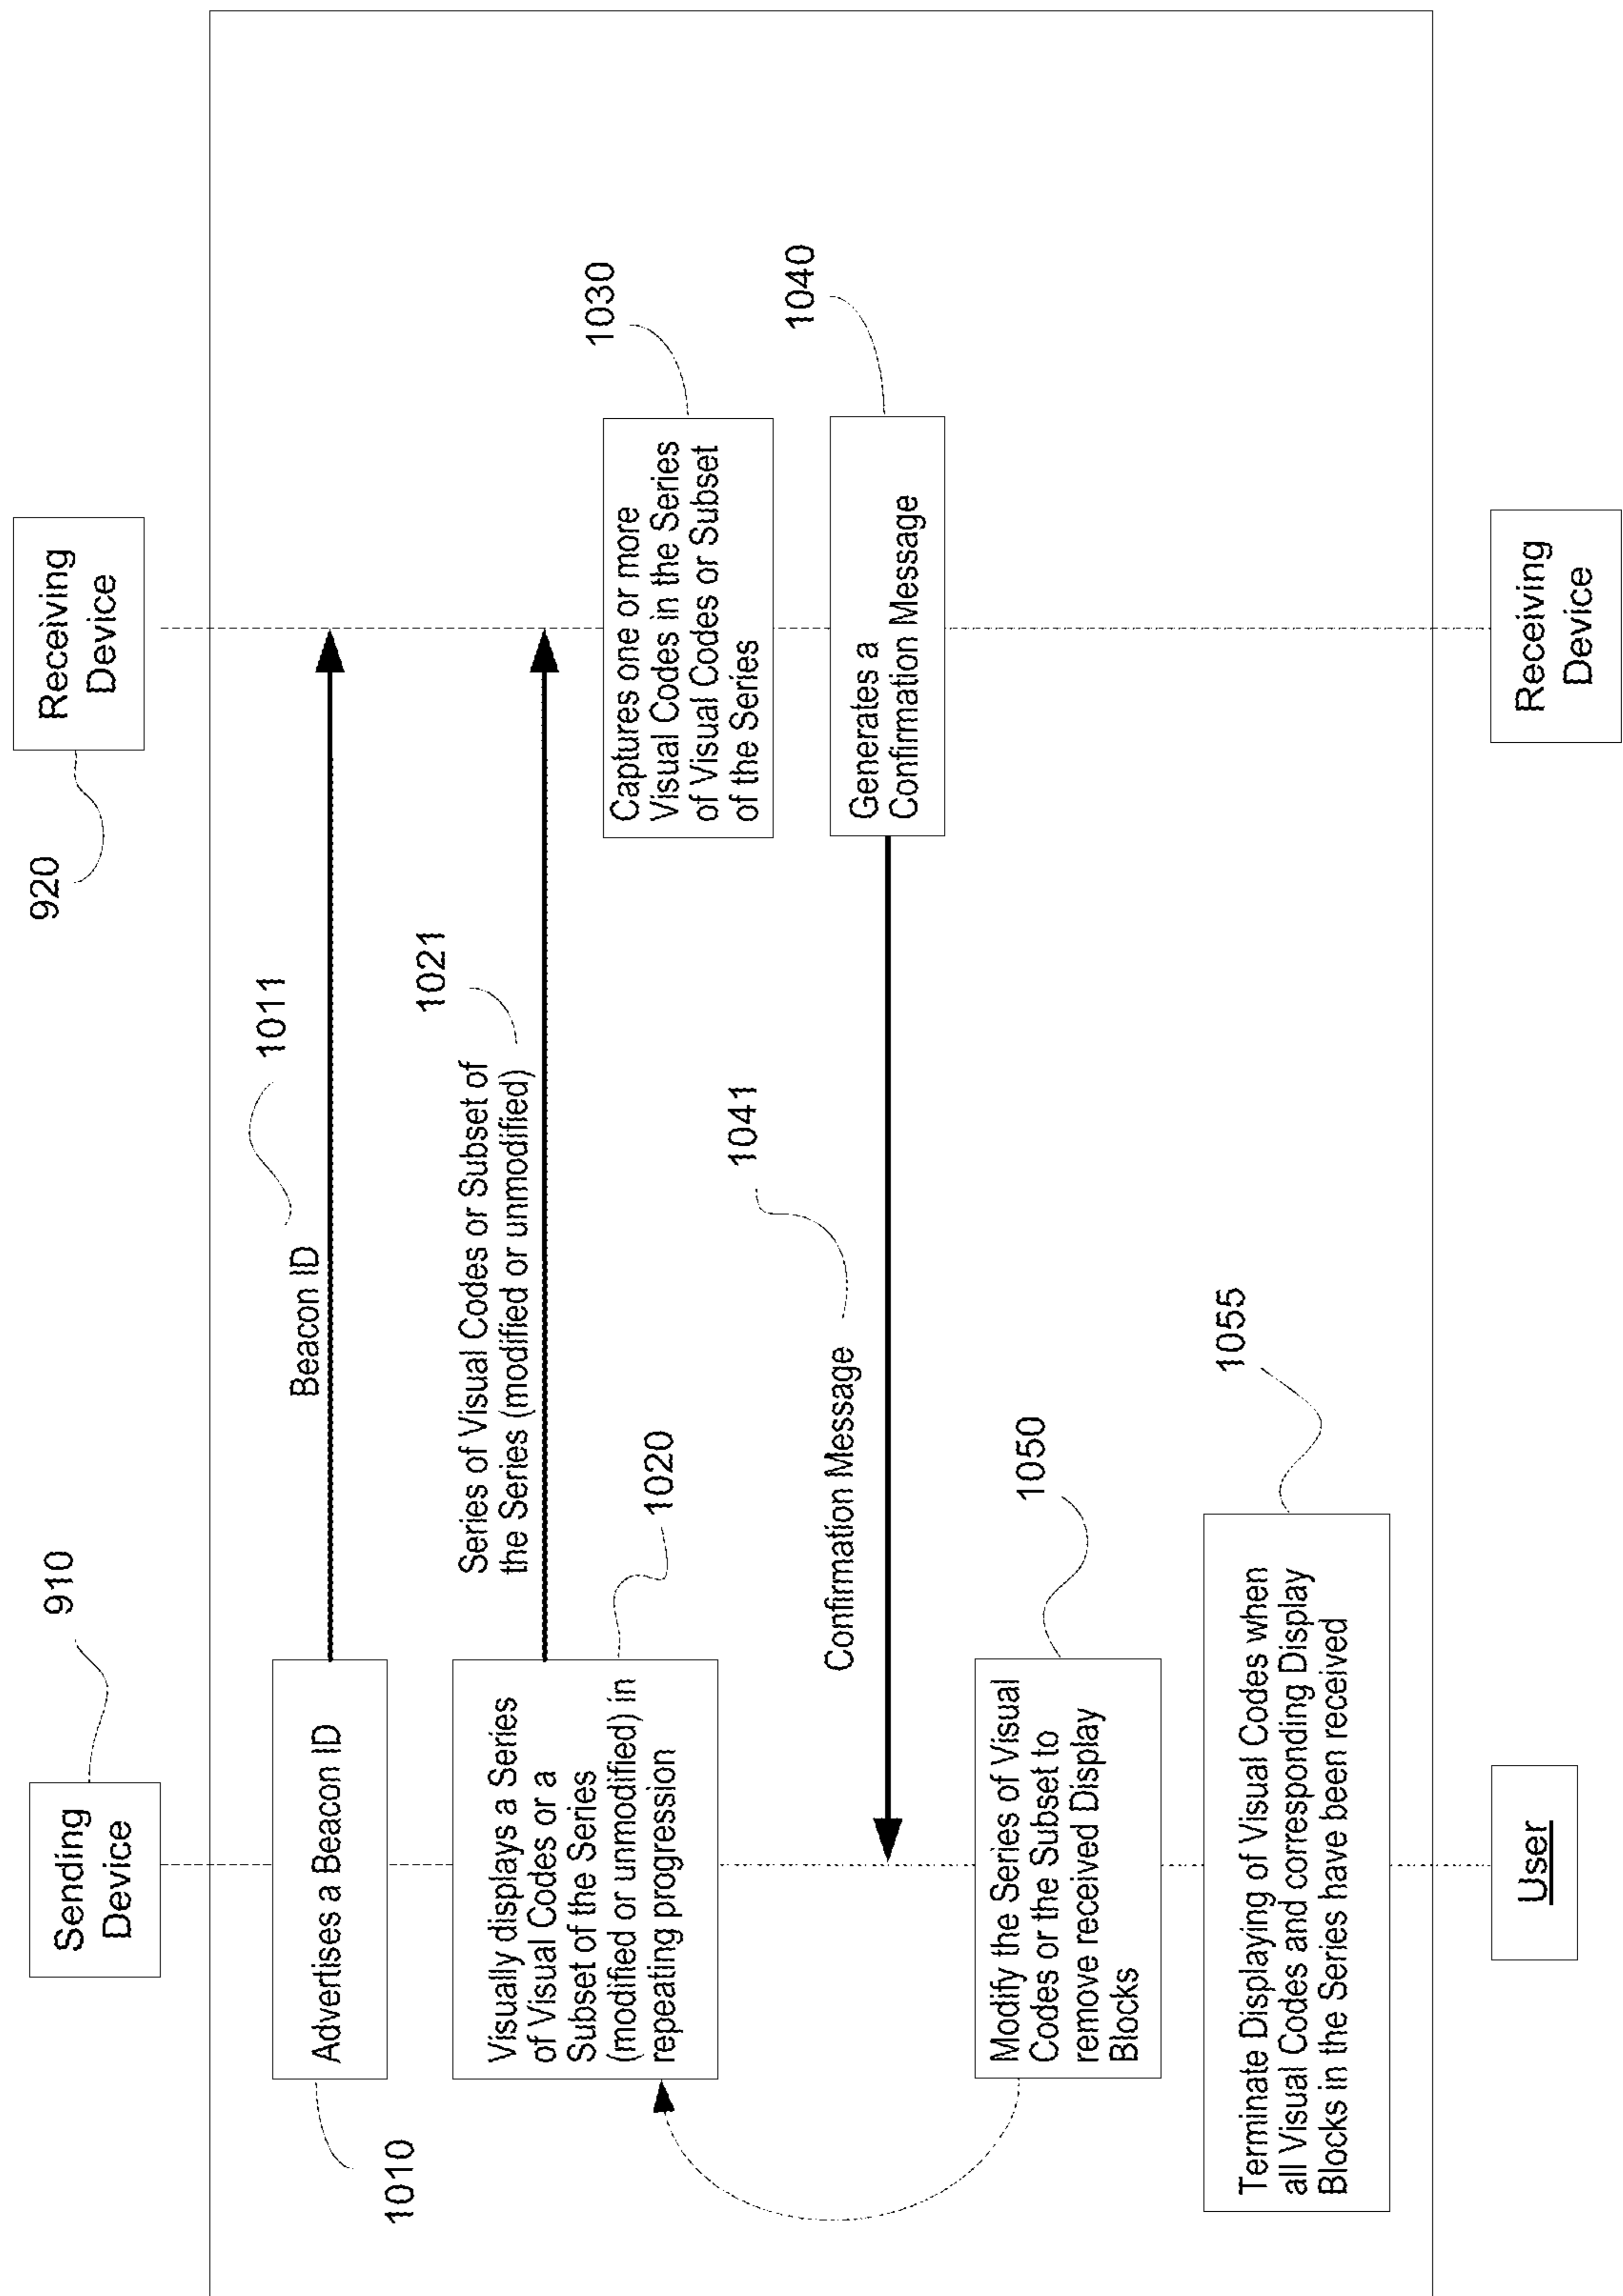 Sending
Device
910
Receiving
Device
920
Advertises a Beacon ID
1010
Beacon ID
1011
Visually displays a Series
of Visual Codes or a
Subset of the Series
(modified or unmodified) in
repeating progression
1020
Series of Visual Codes or Subset of
the Series (modified or unmodified)
1021
Captures one or more
Visual Codes in the Series
of Visual Codes or Subset
of the Series
1030
Generates a
Confirmation Message
1040
Confirmation Message
1041
Modify the Series of Visual
Codes or the Subset to
remove received Display
Blocks
1050
Terminate Displaying of Visual Codes when
all Visual Codes and corresponding Display
Blocks in the Series have been received
1055
User
Receiving
Device